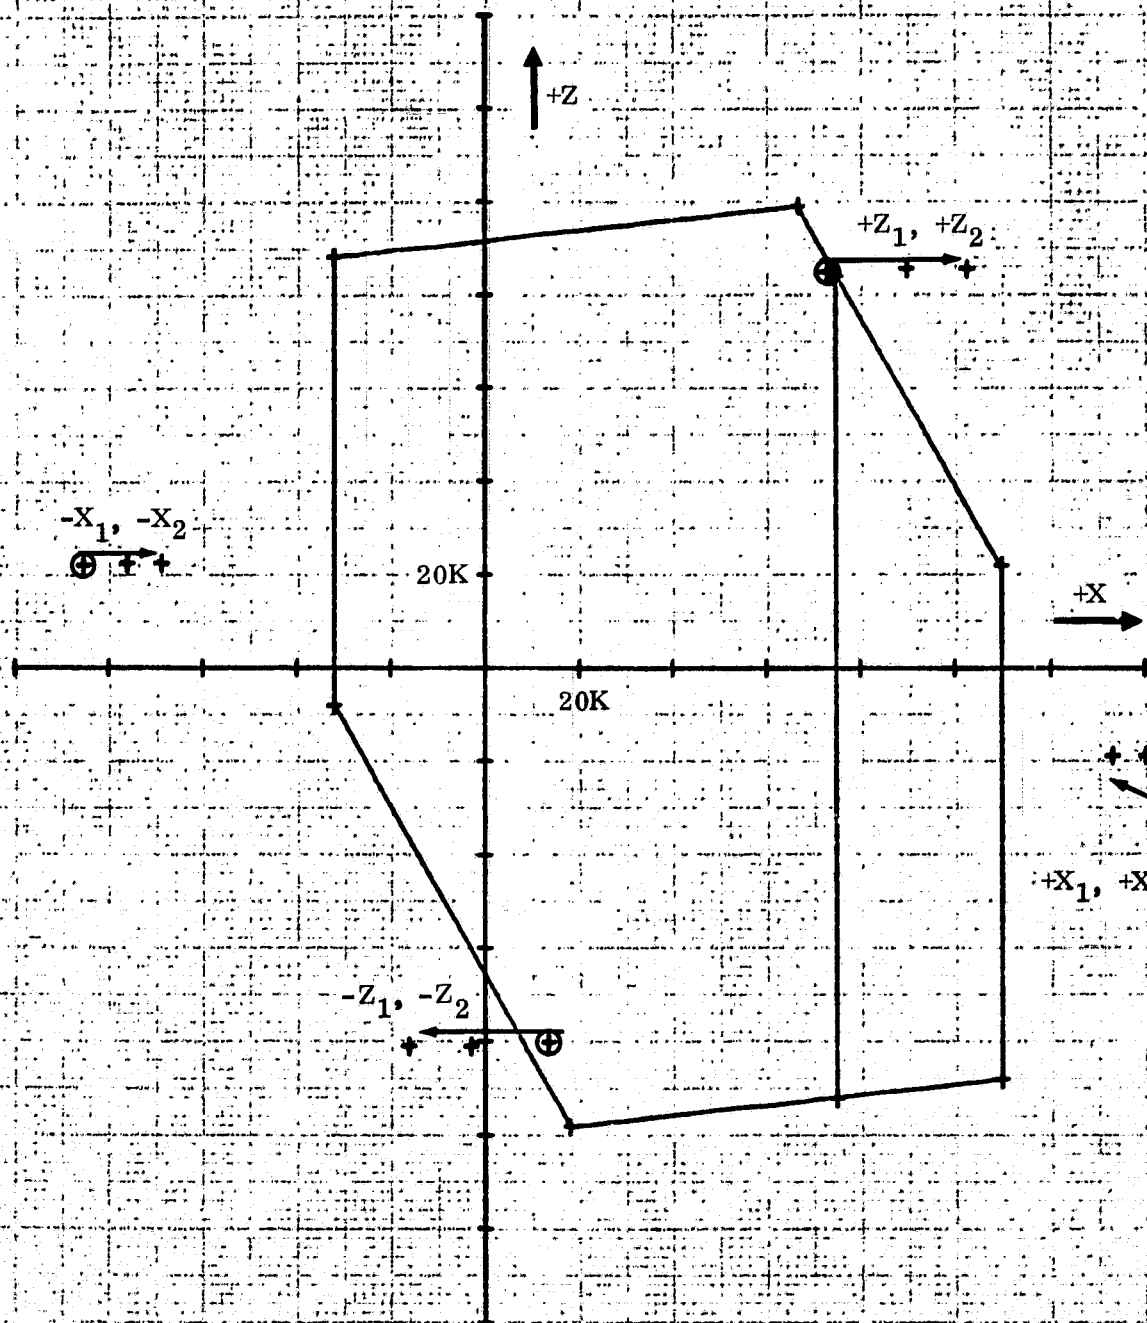 +Z
+Z1, +Z2
-X1, -X2
20K
+X
20K
+X1, +X
-Z1, -Z2